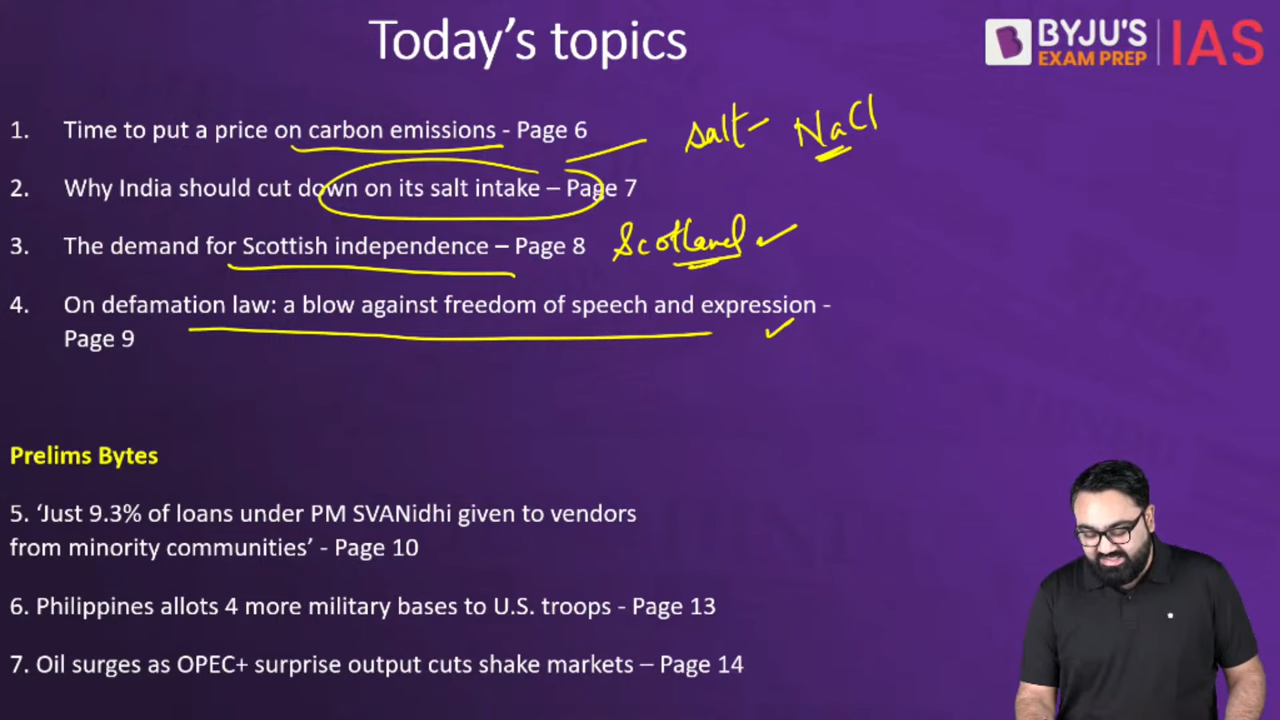 Today's topics
BYJU'S
EXAM PREP
IAS
1. Time to put a price on carbon emissions - Page 6
salt- NaCl
2. Why India should cut down on its salt intake – Page 7
3. The demand for Scottish independence – Page 8
Scotland
4. On defamation law: a blow against freedom of speech and expression -
Page 9
Prelims Bytes
5. ‘Just 9.3% of loans under PM SVANidhi given to vendors
from minority communities’ - Page 10
6. Philippines allots 4 more military bases to U.S. troops - Page 13
7. Oil surges as OPEC+ surprise output cuts shake markets – Page 14